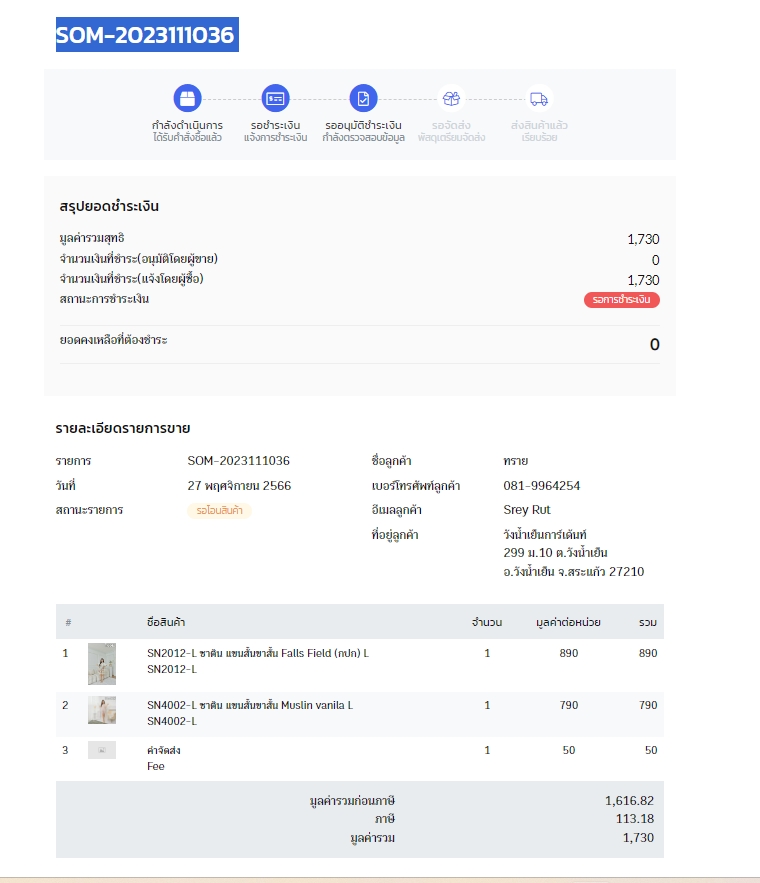 SOM-2023111036
กำลังดำเนินการ
ได้รับคำสั่งซื้อแล้ว
รอชำระเงิน
แจ้งการชำระเงิน
รออนุมัติชำระเงิน
กำลังตรวจสอบข้อมูล
รอจัดส่ง
พัสดุเตรียมจัดส่ง
ส่งสินค้าแล้ว
เรียบร้อย
สรุปยอดชำระเงิน
มูลค่ารวมสุทธิ 1,730
จำนวนเงินที่ชำระ(อนุมัติโดยผู้ขาย) 0
จำนวนเงินที่ชำระ(แจ้งโดยผู้ซื้อ) 1,730
สถานะการชำระเงิน รอการชำระเงิน
ยอดคงเหลือที่ต้องชำระ 0
รายละเอียดรายการขาย
รายการ SOM-2023111036
วันที่ 27 พฤศจิกายน 2566
สถานะรายการ รอโอนสินค้า
ชื่อลูกค้า ทราย
เบอร์โทรศัพท์ลูกค้า 081-9964254
อีเมลลูกค้า Srey Rut
ที่อยู่ลูกค้า วังน้ำเย็นการ์เด้นท์
299 ม.10 ต.วังน้ำเย็น
อ.วังน้ำเย็น จ.สระแก้ว 27210
# ชื่อสินค้า จำนวน มูลค่าต่อหน่วย รวม
1 SN2012-L ซาติน แขนสั้นขาสั้น Falls Field (กปก) L 1 890 890
SN2012-L
2 SN4002-L ซาติน แขนสั้นขาสั้น Muslin vanila L 1 790 790
SN4002-L
3 ค่าจัดส่ง 1 50 50
Fee
มูลค่ารวมก่อนภาษี 1,616.82
ภาษี 113.18
มูลค่ารวม 1,730